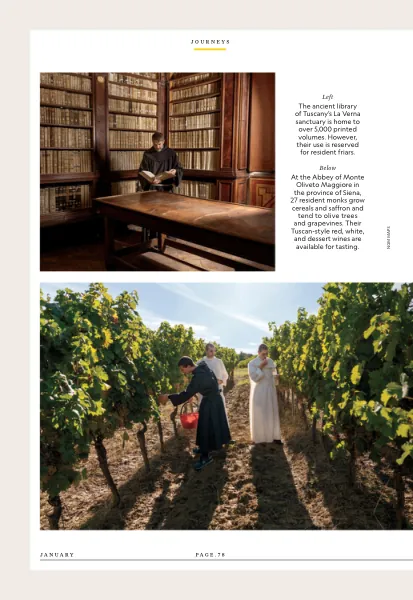 JOURNEYS
Left
The ancient library
of Tuscany's La Verna
sanctuary is home to
over 5,000 printed
volumes. However,
their use is reserved
for resident friars.
Below
At the Abbey of Monte
Oliveto Maggiore in
the province of Siena,
27 resident monks grow
cereals and saffron and
tend to olive trees
and grapevines. Their
Tuscan-style red, white,
and dessert wines are
available for tasting.
NGM MAPS
JANUARY
PAGE.78